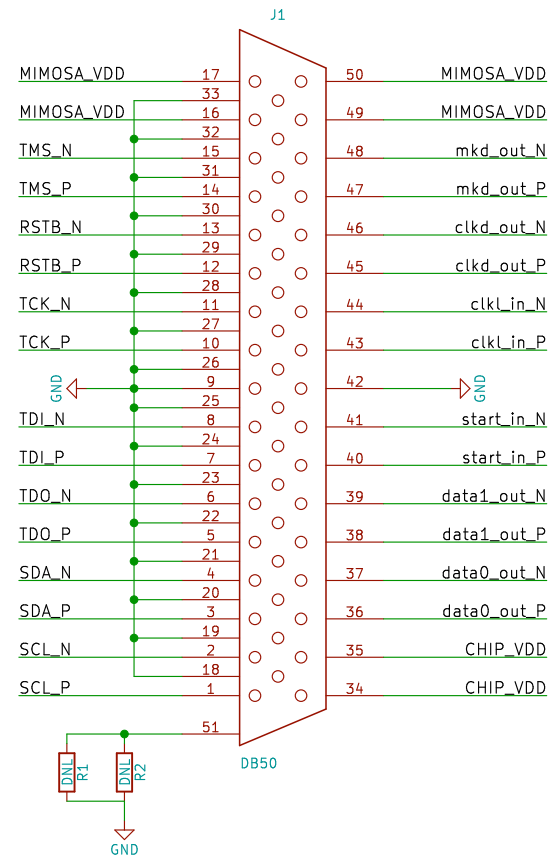 J1
MIMOSA_VDD 17 50 MIMOSA_VDD
33
MIMOSA_VDD 16 49 MIMOSA_VDD
32
TMS_N 15 48 mkd_out_N
31
TMS_P 14 47 mkd_out_P
30
RSTB_N 13 46 clkd_out_N
29
RSTB_P 12 45 clkd_out_P
28
TCK_N 11 44 clkl_in_N
27
TCK_P 10 43 clkl_in_P
26
GND 9 42 GND
25
TDI_N 8 41 start_in_N
24
TDI_P 7 40 start_in_P
23
TDO_N 6 39 data1_out_N
22
TDO_P 5 38 data1_out_P
21
SDA_N 4 37 data0_out_N
20
SDA_P 3 36 data0_out_P
19
SCL_N 2 35 CHIP_VDD
18
SCL_P 1 34 CHIP_VDD
51
DB50
DNL R1 DNL R2
GND